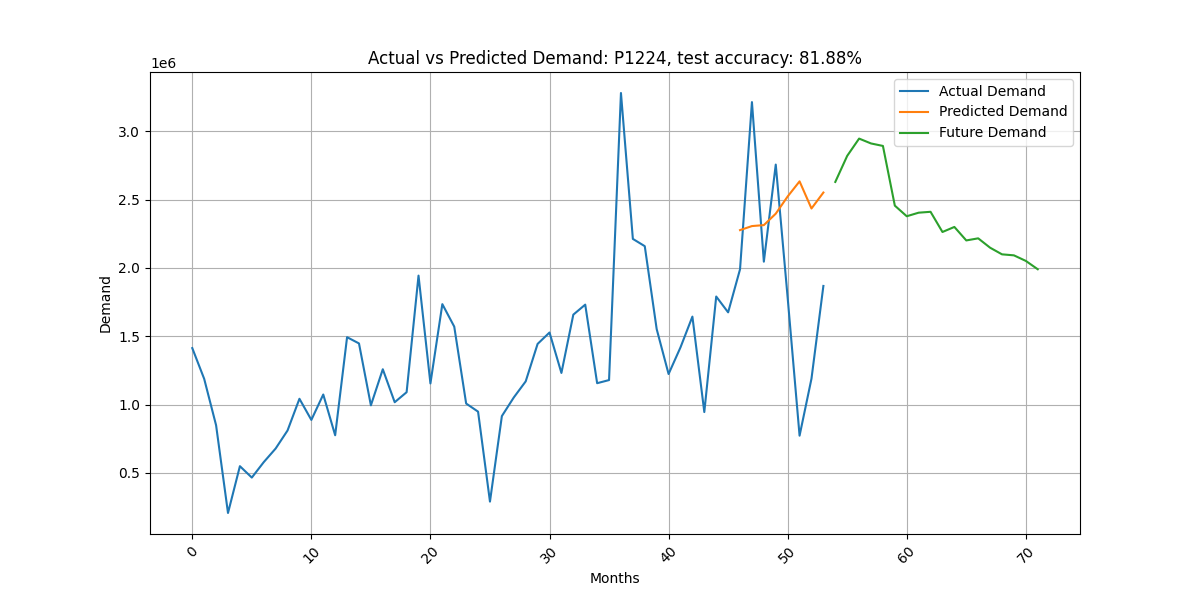 Actual vs Predicted Demand: P1224, test accuracy: 81.88%
1e6
Actual Demand
Predicted Demand
Future Demand
3.0
2.5
2.0
1.5
1.0
0.5
Demand
0
10
20
30
40
50
60
70
Months